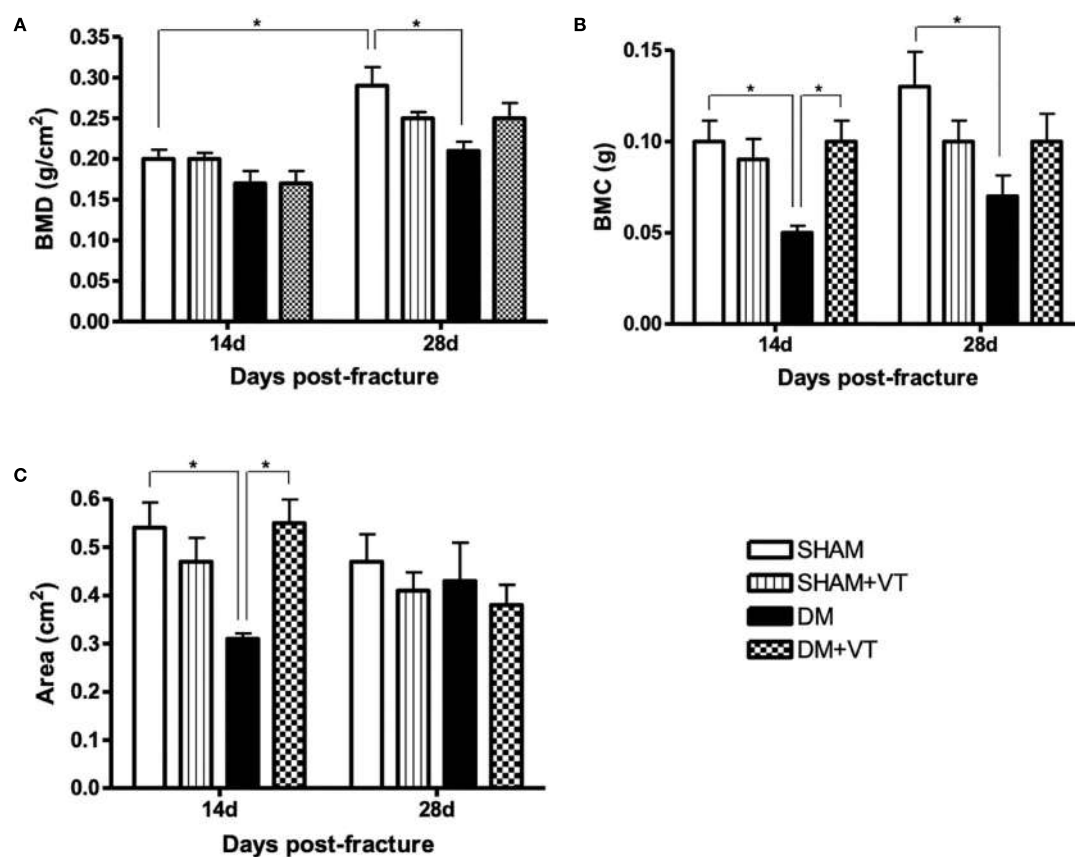 A
*
*
BMD (g/cm²)
0.35
0.30
0.25
0.20
0.15
0.10
0.05
0.00
14d
28d
Days post-fracture
B
*
*
*
BMC (g)
0.15
0.10
0.05
0.00
14d
28d
Days post-fracture
C
*
*
Area (cm²)
0.6
0.5
0.4
0.3
0.2
0.1
0.0
14d
28d
Days post-fracture
SHAM
SHAM+VT
DM
DM+VT